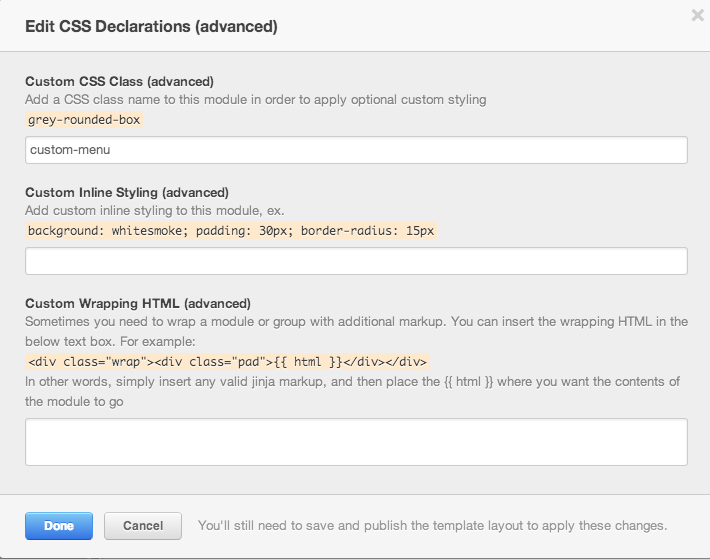 Edit CSS Declarations (advanced)
Custom CSS Class (advanced)
Add a CSS class name to this module in order to apply optional custom styling
grey-rounded-box
custom-menu
Custom Inline Styling (advanced)
Add custom inline styling to this module, ex.
background: whitesmoke; padding: 30px; border-radius: 15px
Custom Wrapping HTML (advanced)
Sometimes you need to wrap a module or group with additional markup. You can insert the wrapping HTML in the
below text box. For example:
<div class="wrap"><div class="pad">{{ html }}</div></div>
In other words, simply insert any valid jinja markup, and then place the {{ html }} where you want the contents of
the module to go
Done Cancel You'll still need to save and publish the template layout to apply these changes.